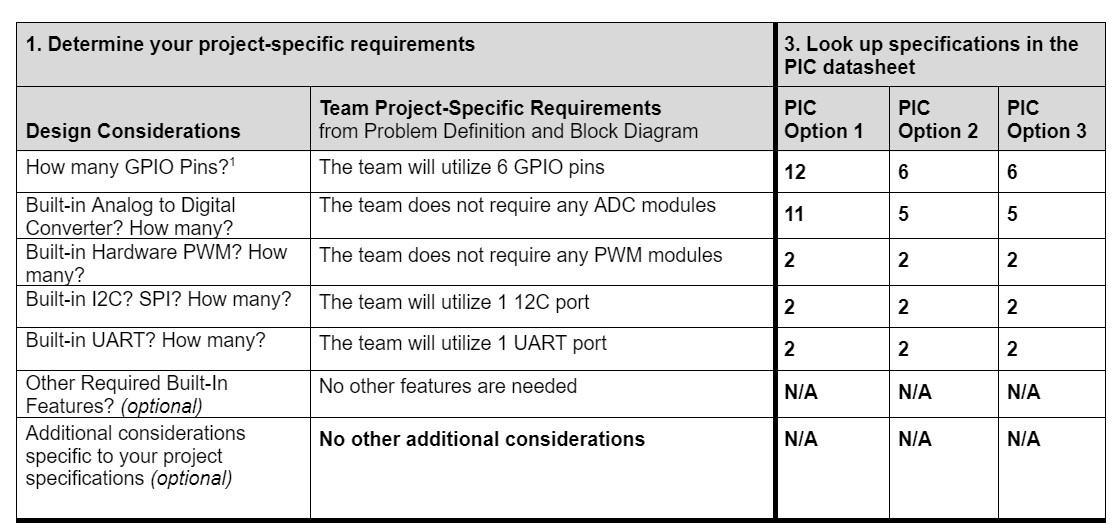 1. Determine your project-specific requirements
3. Look up specifications in the
PIC datasheet
Design Considerations
Team Project-Specific Requirements
from Problem Definition and Block Diagram
PIC
Option 1
PIC
Option 2
PIC
Option 3
How many GPIO Pins?1
The team will utilize 6 GPIO pins
12
6
6
Built-in Analog to Digital
Converter? How many?
The team does not require any ADC modules
11
5
5
Built-in Hardware PWM? How
many?
The team does not require any PWM modules
2
2
2
Built-in I2C? SPI? How many?
The team will utilize 1 12C port
2
2
2
Built-in UART? How many?
The team will utilize 1 UART port
2
2
2
Other Required Built-In
Features? (optional)
No other features are needed
N/A
N/A
N/A
Additional considerations
specific to your project
specifications (optional)
No other additional considerations
N/A
N/A
N/A